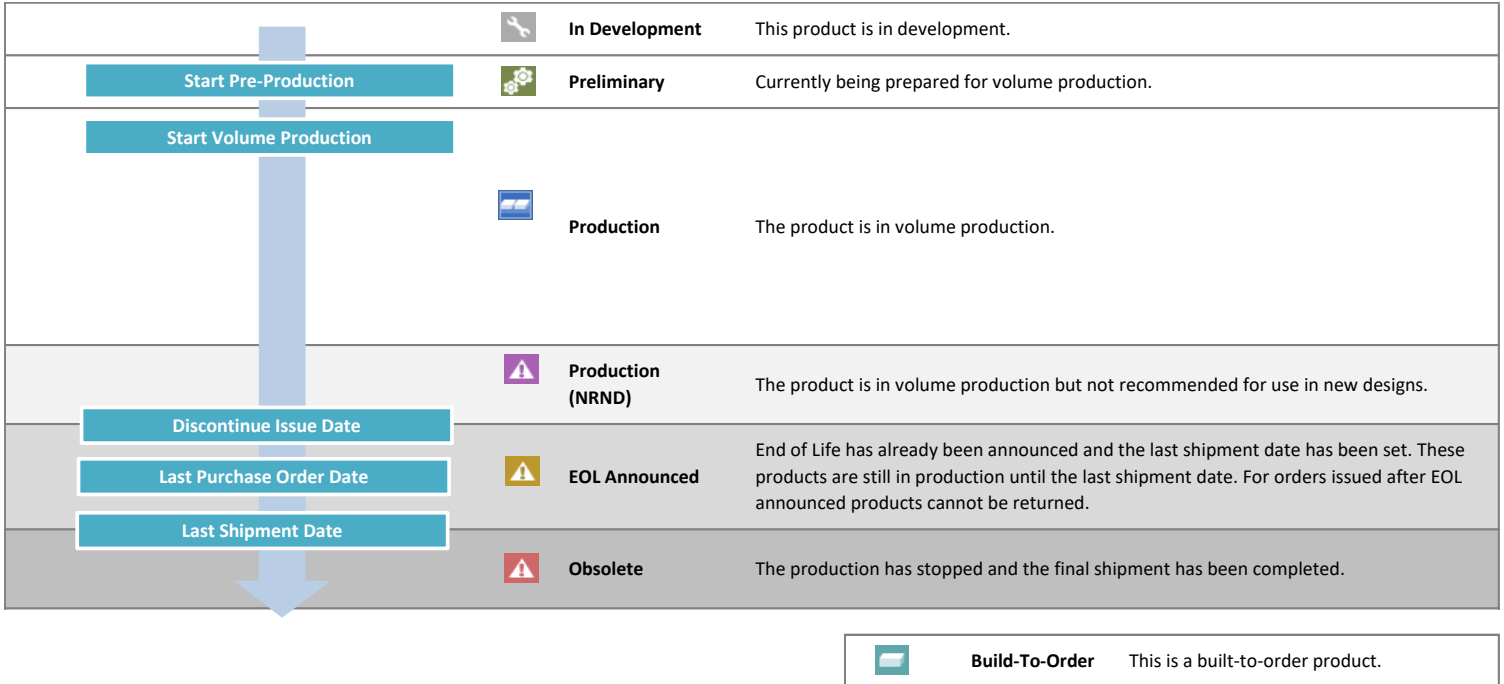 In Development This product is in development.
Start Pre-Production Preliminary Currently being prepared for volume production.
Start Volume Production
Production The product is in volume production.
Production
(NRND)
The product is in volume production but not recommended for use in new designs.
Discontinue Issue Date
Last Purchase Order Date
EOL Announced
End of Life has already been announced and the last shipment date has been set. These
products are still in production until the last shipment date. For orders issued after EOL
announced products cannot be returned.
Last Shipment Date
Obsolete The production has stopped and the final shipment has been completed.
Build-To-Order This is a built-to-order product.